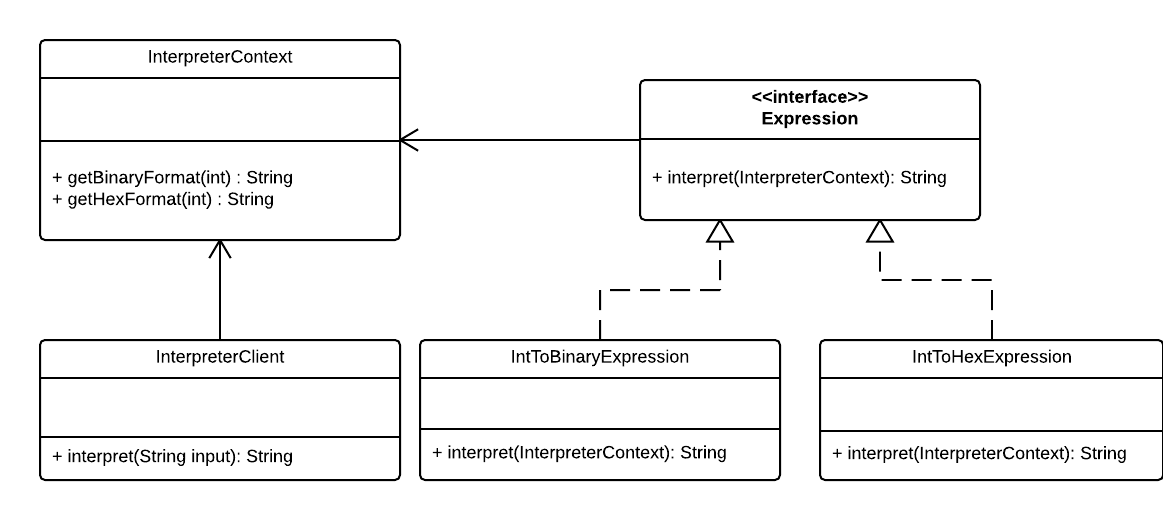 InterpreterContext
+ getBinaryFormat(int) : String
+ getHexFormat(int) : String
<<interface>>
Expression
+ interpret(InterpreterContext): String
InterpreterClient
+ interpret(String input): String
IntToBinaryExpression
+ interpret(InterpreterContext): String
IntToHexExpression
+ interpret(InterpreterContext): String